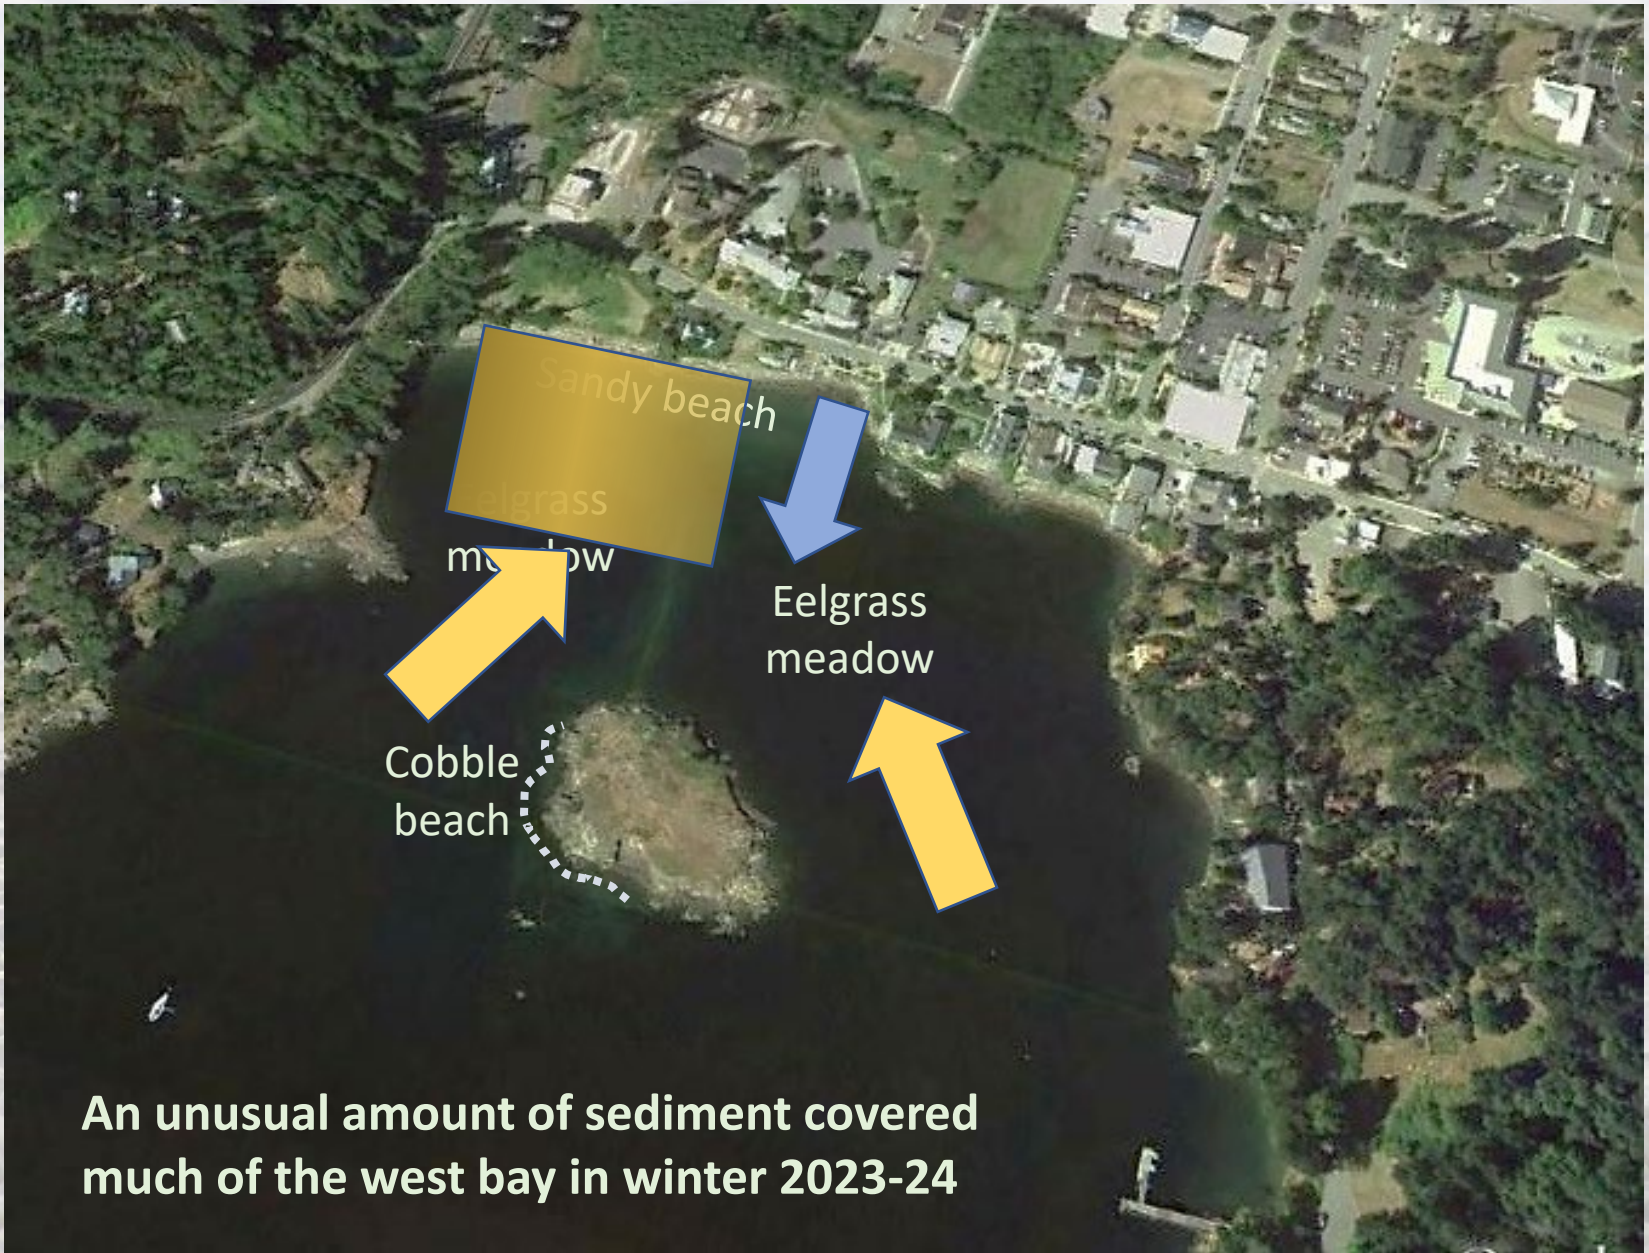 Sandy beach
Eelgrass
meadow
Eelgrass
meadow
Cobble
beach
An unusual amount of sediment covered
much of the west bay in winter 2023-24